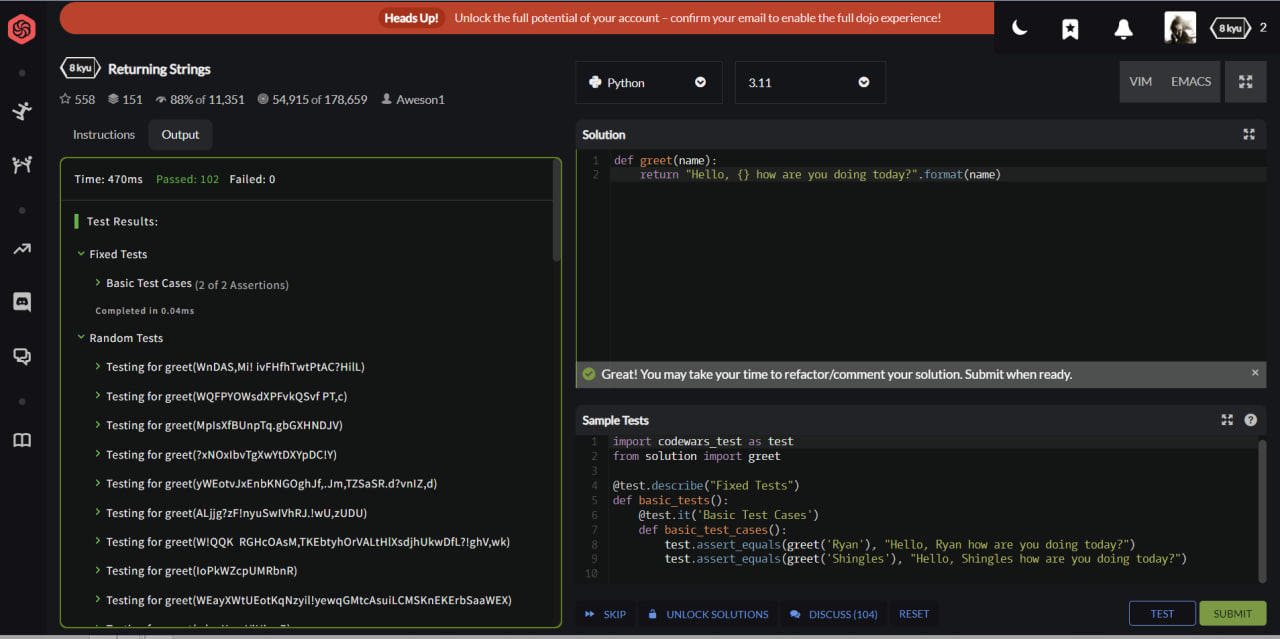 Heads Up! Unlock the full potential of your account – confirm your email to enable the full dojo experience!
8 kyu 2
8 kyu Returning Strings
558 151 88% of 11,351 54,915 of 178,659 Aweson1
Python 3.11 VIM EMACS
Instructions Output
Time: 470ms Passed: 102 Failed: 0
Test Results:
Fixed Tests
Basic Test Cases (2 of 2 Assertions)
Completed in 0.04ms
Random Tests
Testing for greet(WnDAS,Mi! ivFHfhTwtPtAC?HilL)
Testing for greet(WQFPYOWsdXPFvkQSvf PT,c)
Testing for greet(MpIsXfBUnpTq.gbGXHNDJV)
Testing for greet(?xNOxIbvTgXwYtDXYpDC!Y)
Testing for greet(yWEotvJxEnbKNGOghJf,.Jm,TZSaSR.d?vnIZ,d)
Testing for greet(ALjjg?zF!nyuSwIVhRJ.!wU,zUDU)
Testing for greet(W!QQK RGHcOAsM,TKEbtyhOrVALtHlXsdjhUkwDfL?!ghV,wk)
Testing for greet(IoPkWZcpUMRbnR)
Testing for greet(WEayXWtUEotKqNzyil!yewqGMtcAsuiLCMSKnEKErbSaaWEX)
Solution
1 def greet(name):
2 return "Hello, {} how are you doing today?".format(name)
Great! You may take your time to refactor/comment your solution. Submit when ready.
Sample Tests
1 import codewars_test as test
2 from solution import greet
3
4 @test.describe("Fixed Tests")
5 def basic_tests():
6 @test.it('Basic Test Cases')
7 def basic_test_cases():
8 test.assert_equals(greet('Ryan'), "Hello, Ryan how are you doing today?")
9 test.assert_equals(greet('Shingles'), "Hello, Shingles how are you doing today?")
10
SKIP UNLOCK SOLUTIONS DISCUSS (104) RESET TEST SUBMIT